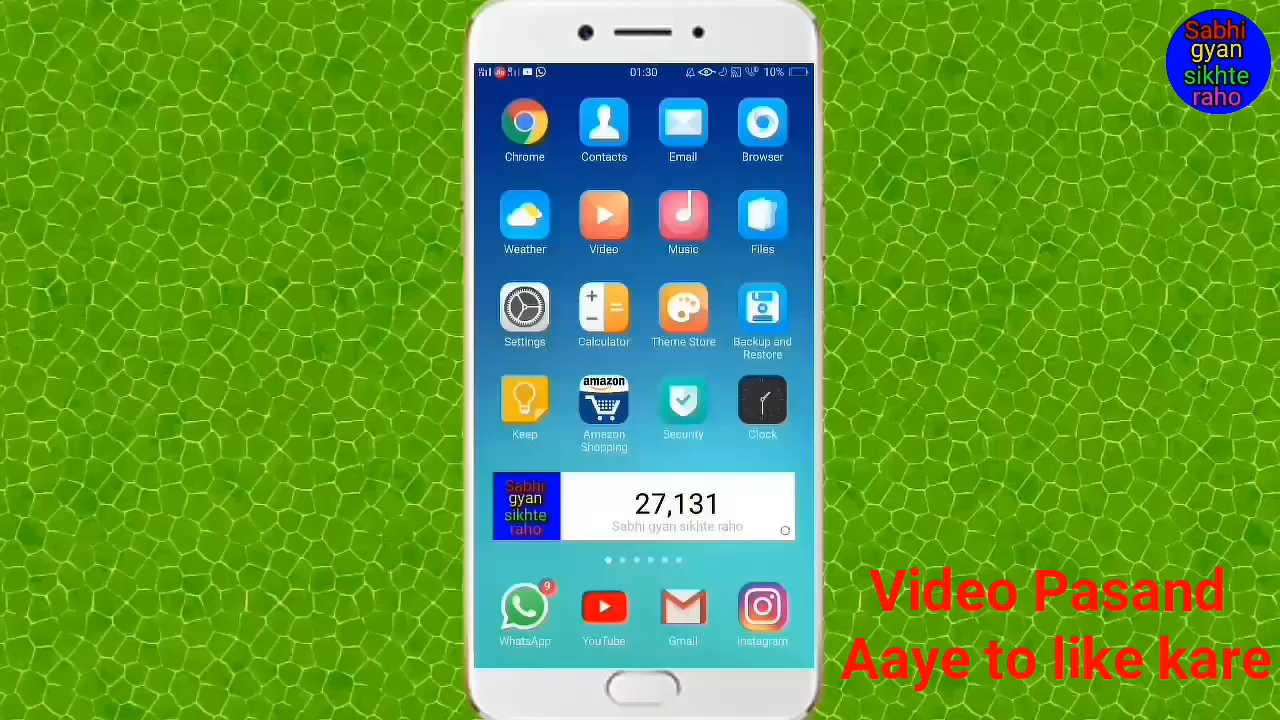 Sabhi
gyan
sikhte
raho
01:30
10%
Chrome
Contacts
Email
Browser
Weather
Video
Music
Files
Settings
Calculator
Theme Store
Backup and
Restore
amazon
Keep
Amazon
Shopping
Security
Clock
Sabhi
gyan
sikhte
raho
27,131
Sabhi gyan sikhte raho
9
WhatsApp
YouTube
Gmail
Instagram
Video Pasand
Aaye to like kare